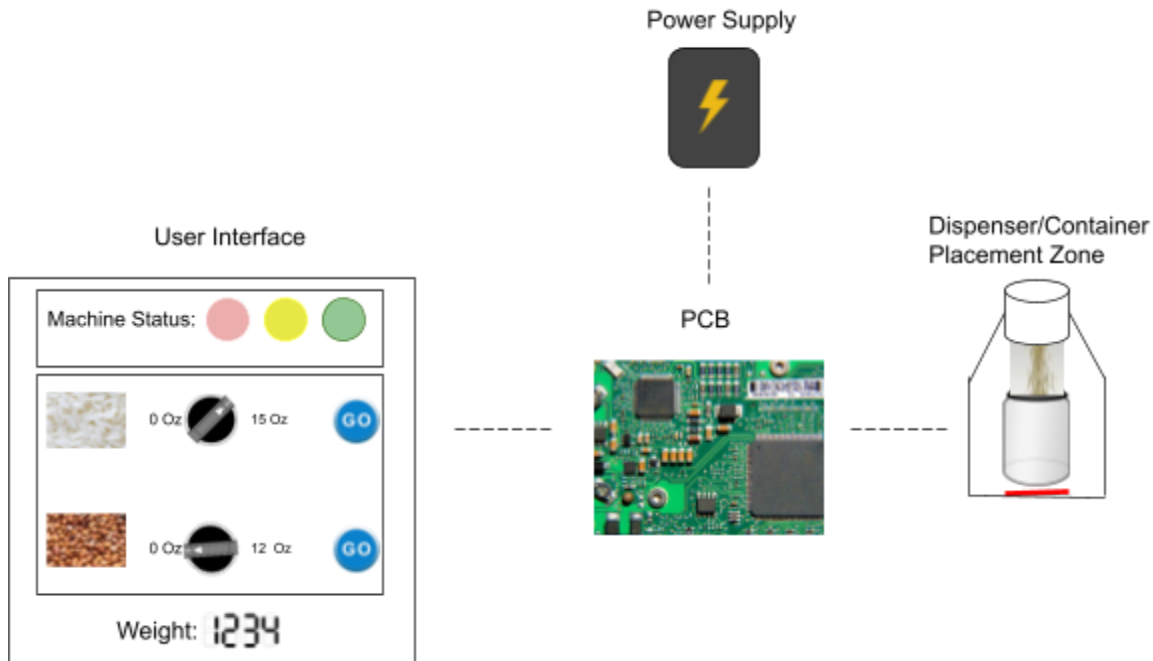 Power Supply
User Interface
Dispenser/Container
Placement Zone
Machine Status:
PCB
0 Oz 15 Oz GO
0 Oz 12 Oz GO
Weight: 1234